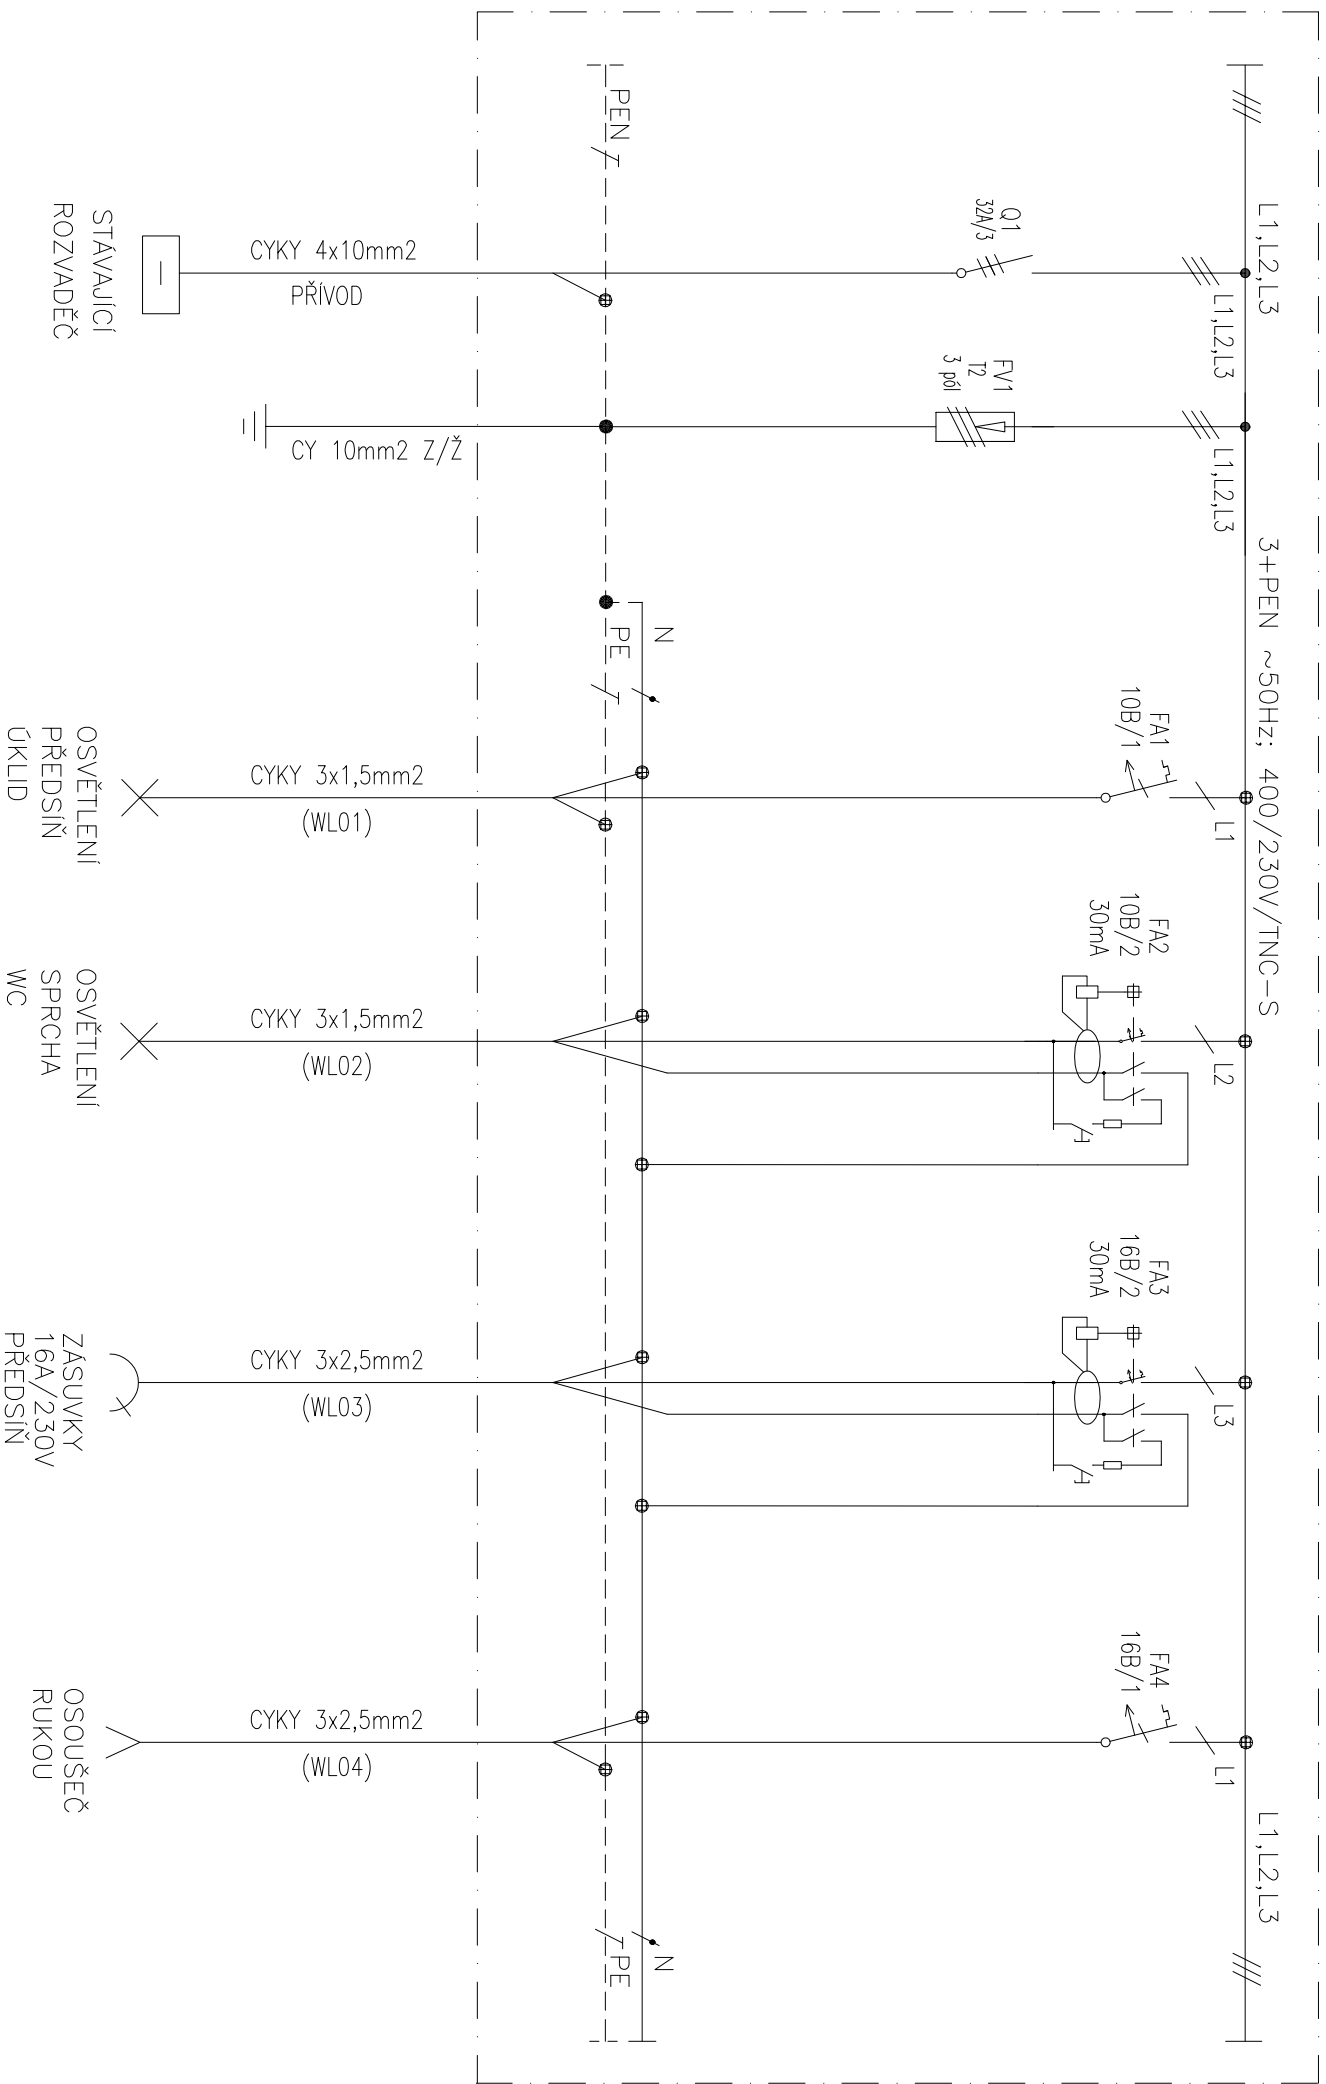 L1,L2,L3
3+PEN ~50Hz; 400/230V/TNC-S
L1,L2,L3
L1,L2,L3
L1,L2,L3
L1
L2
L3
L1
Q1
32A/3
FV1
T2
3 pól
FA1
10B/1
FA2
10B/2
30mA
FA3
16B/2
30mA
FA4
16B/1
PEN
N
PE
N
PE
CYKY 4x10mm2
PŘÍVOD
CY 10mm2 Z/Ž
CYKY 3x1,5mm2
(WL01)
CYKY 3x1,5mm2
(WL02)
CYKY 3x2,5mm2
(WL03)
CYKY 3x2,5mm2
(WL04)
STÁVAJÍCÍ
ROZVADĚČ
OSVĚTLENÍ
PŘEDSÍŇ
ÚKLID
OSVĚTLENÍ
SPRCHA
WC
ZÁSUVKY
16A/230V
PŘEDSÍŇ
OSOUŠEČ
RUKOU